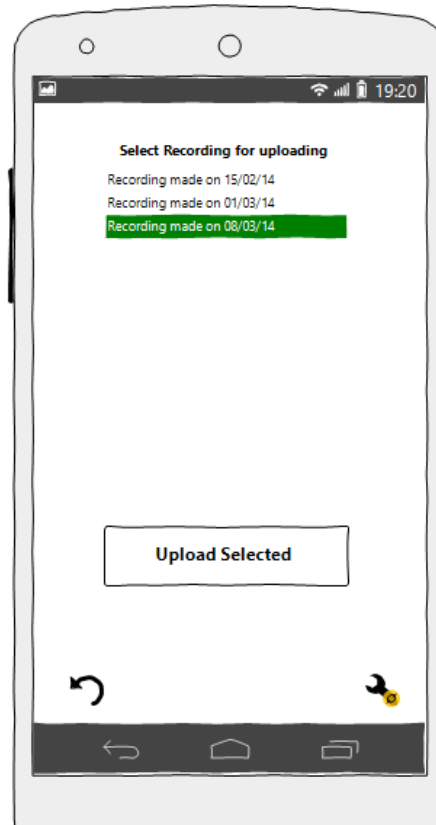 19:20
Select Recording for uploading
Recording made on 15/02/14
Recording made on 01/03/14
Recording made on 08/03/14
Upload Selected